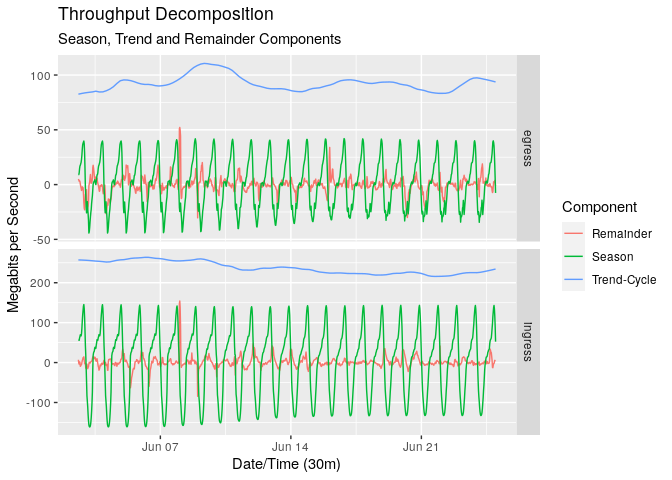 Throughput Decomposition
Season, Trend and Remainder Components
Megabits per Second
100
50
0
-50
egress
200
100
0
-100
Ingress
Jun 07
Jun 14
Jun 21
Date/Time (30m)
Component
Remainder
Season
Trend-Cycle